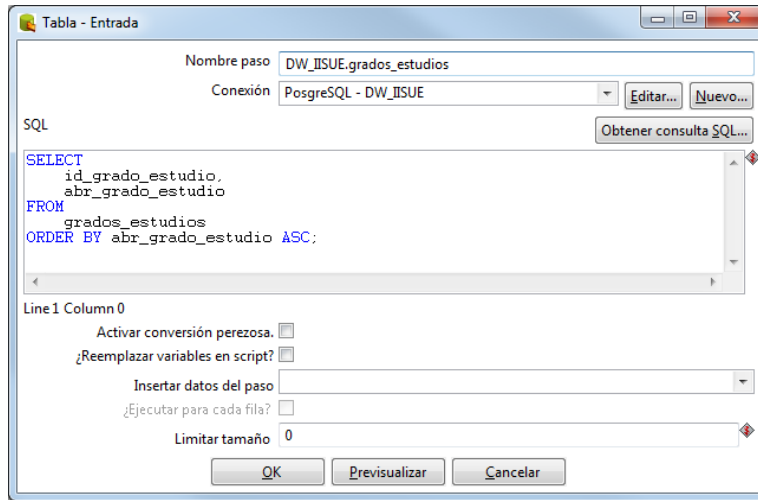 Tabla - Entrada
Nombre paso DW_IISUE.grados_estudios
Conexión PosgreSQL - DW_IISUE Editar... Nuevo...
SQL Obtener consulta SQL...
SELECT
id_grado_estudio,
abr_grado_estudio
FROM
grados_estudios
ORDER BY abr_grado_estudio ASC;
Line 1 Column 0
Activar conversión perezosa.
¿Reemplazar variables en script?
Insertar datos del paso
¿Ejecutar para cada fila?
Limitar tamaño 0
OK Previsualizar Cancelar